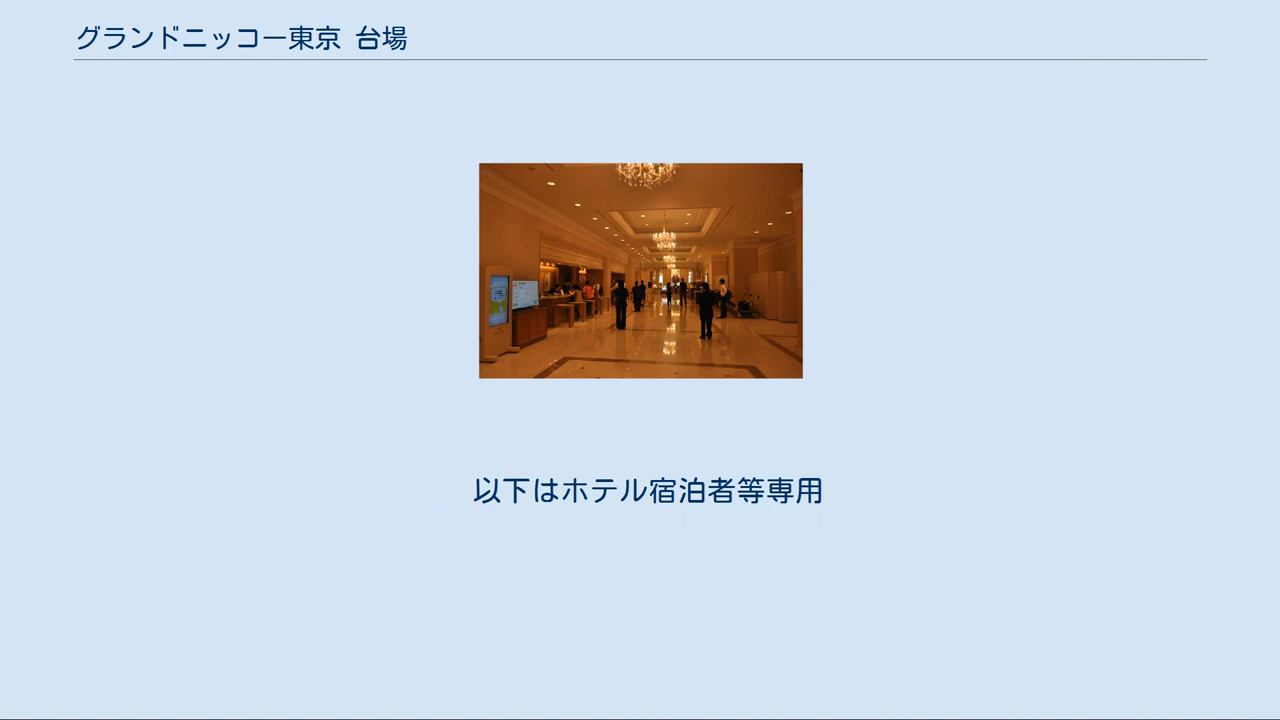 グランドニッコー東京 台場
以下はホテル宿泊者等専用